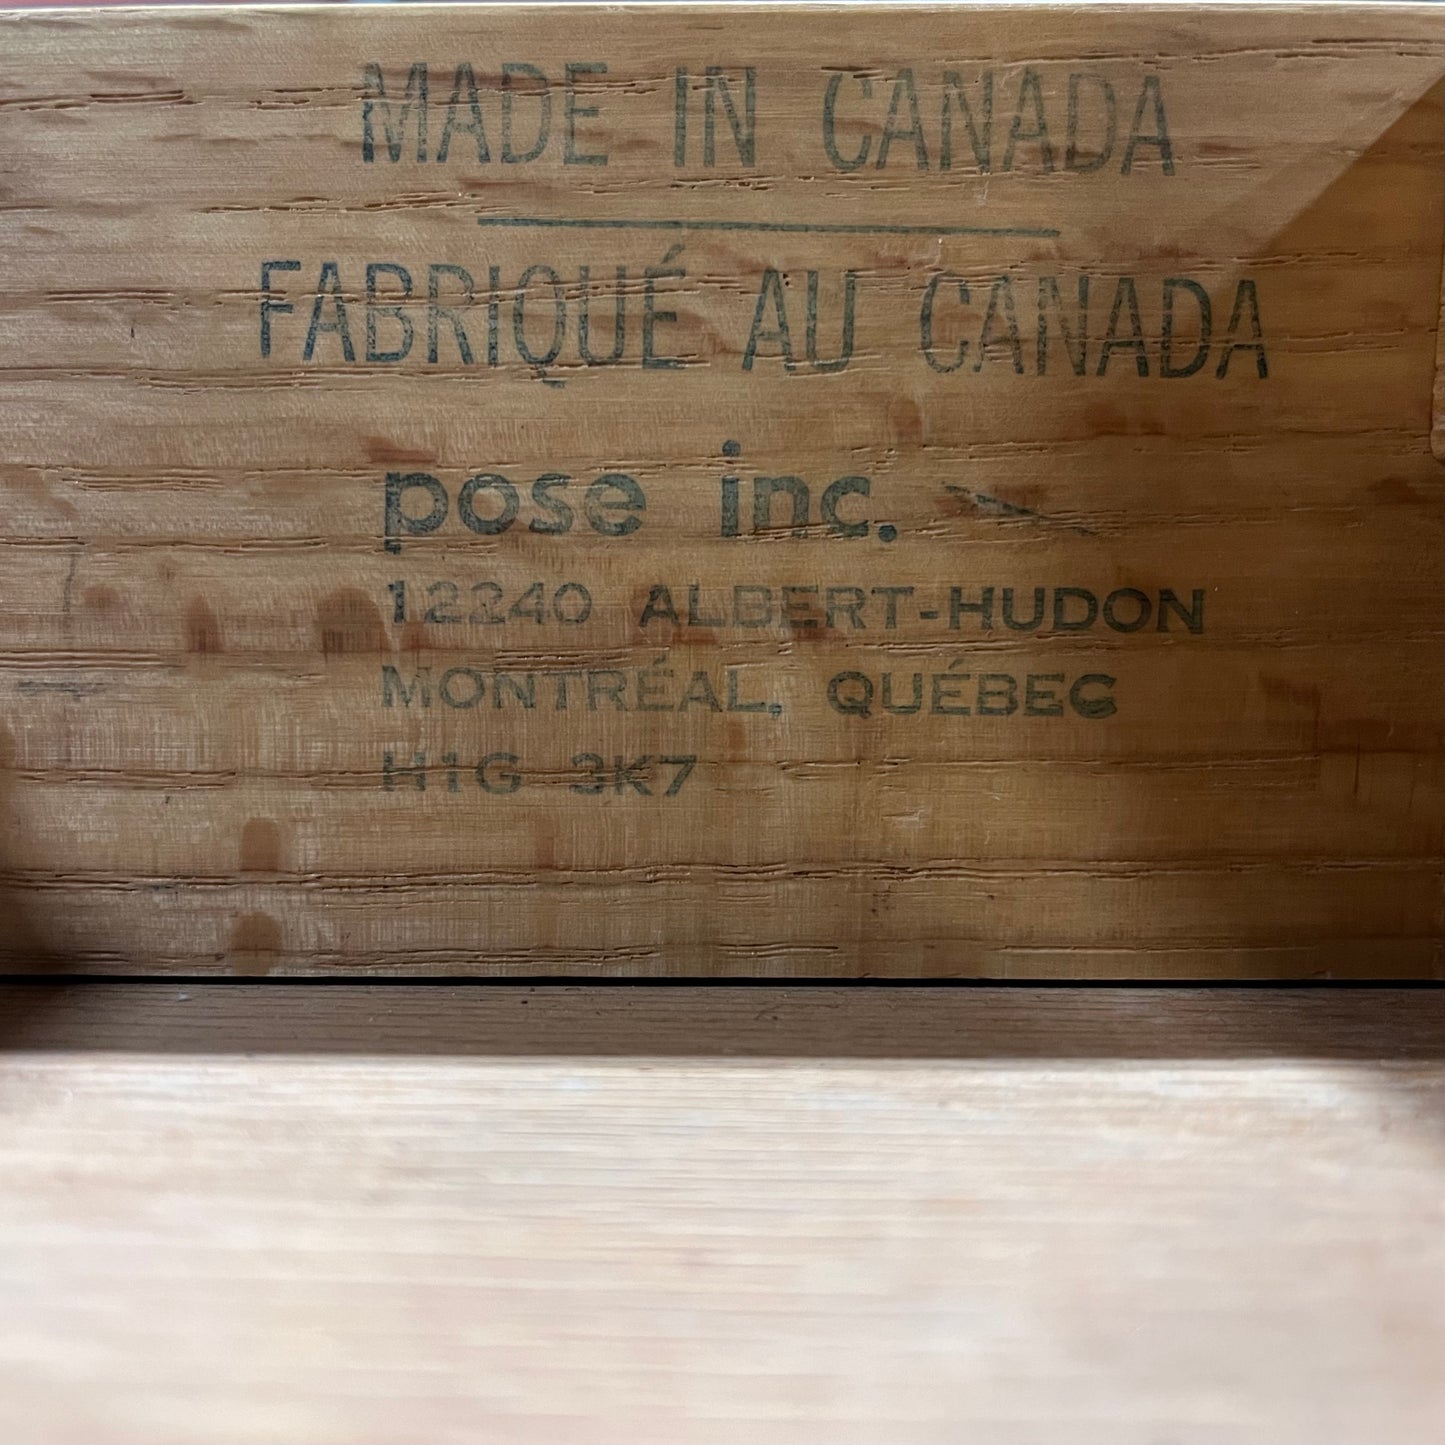 MADE IN CANADA
FABRIQUÉ AU CANADA
pose inc.
12240 ALBERT-HUDON
MONTRÉAL, QUÉBEC
H1G 3K7